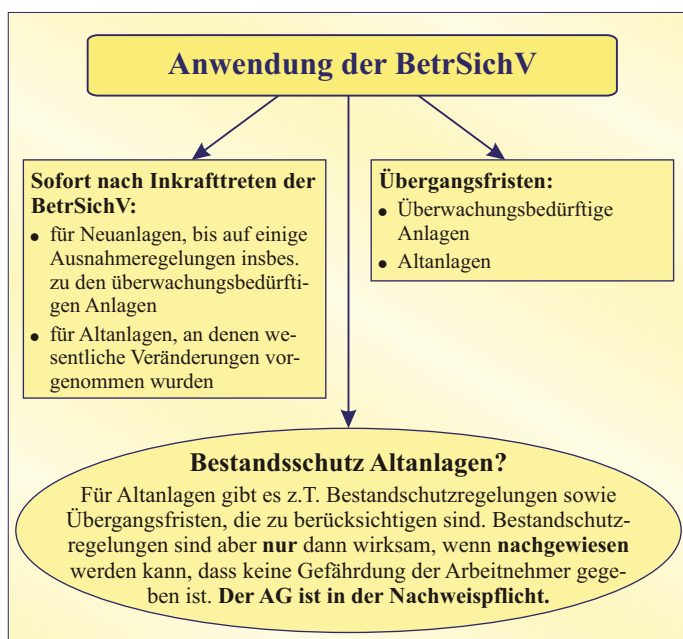 Anwendung der BetrSichV
Sofort nach Inkrafttreten der
BetrSichV:
• für Neuanlagen, bis auf einige
Ausnahmeregelungen insbes.
zu den überwachungsbedürfti-
gen Anlagen
• für Altanlagen, an denen we-
sentliche Veränderungen vor-
genommen wurden
Übergangsfristen:
• Überwachungsbedürftige
Anlagen
• Altanlagen
Bestandsschutz Altanlagen?
Für Altanlagen gibt es z.T. Bestandschutzregelungen sowie
Übergangsfristen, die zu berücksichtigen sind. Bestandschutz-
regelungen sind aber nur dann wirksam, wenn nachgewiesen
werden kann, dass keine Gefährdung der Arbeitnehmer gege-
ben ist. Der AG ist in der Nachweispflicht.